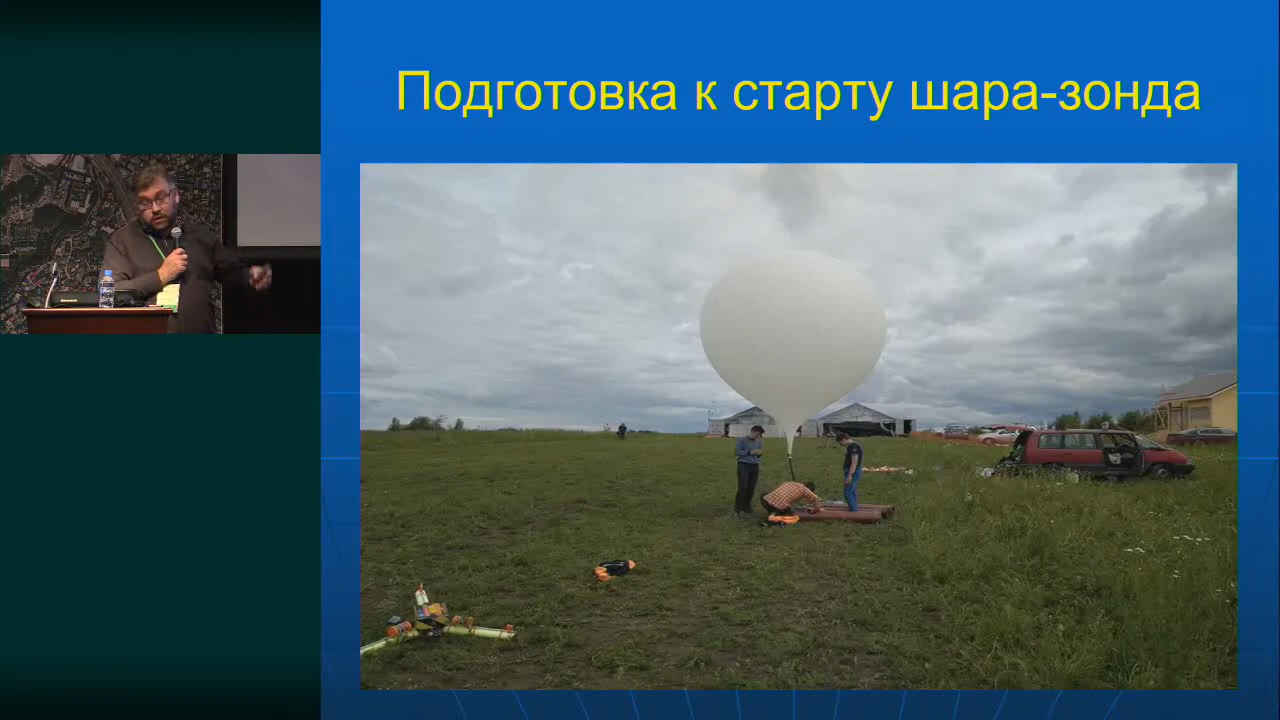 Подготовка к старту шара-зонда